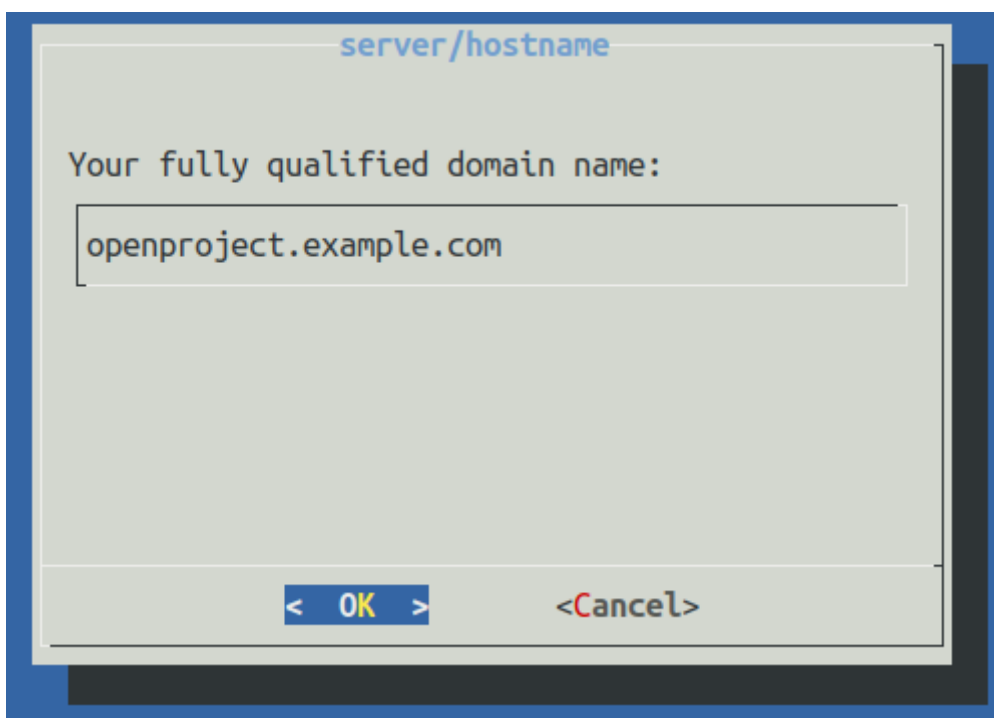 server/hostname
Your fully qualified domain name:
openproject.example.com
< OK > <Cancel>